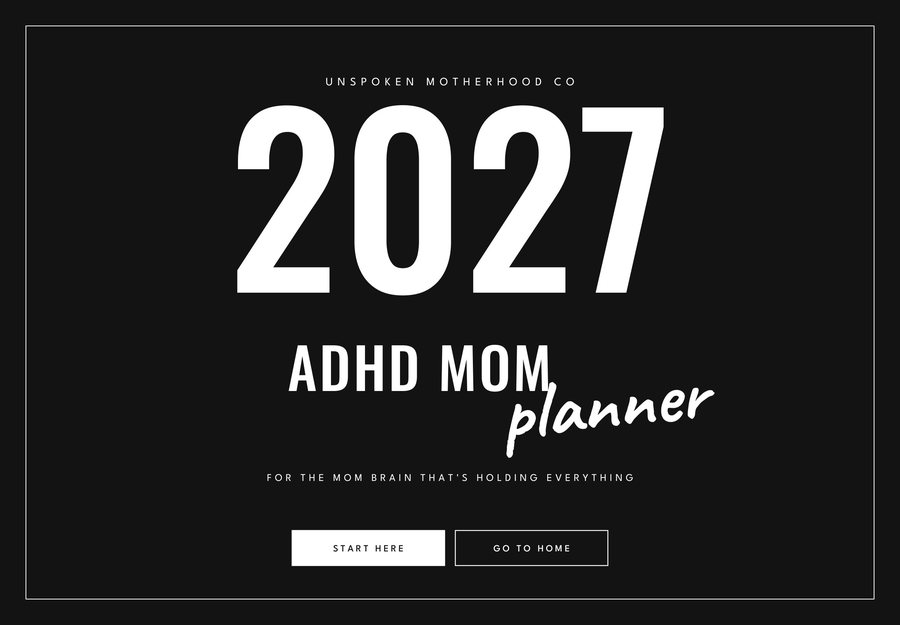 UNSPOKEN MOTHERHOOD CO
2027
ADHD MOM
planner
FOR THE MOM BRAIN THAT'S HOLDING EVERYTHING
START HERE
GO TO HOME